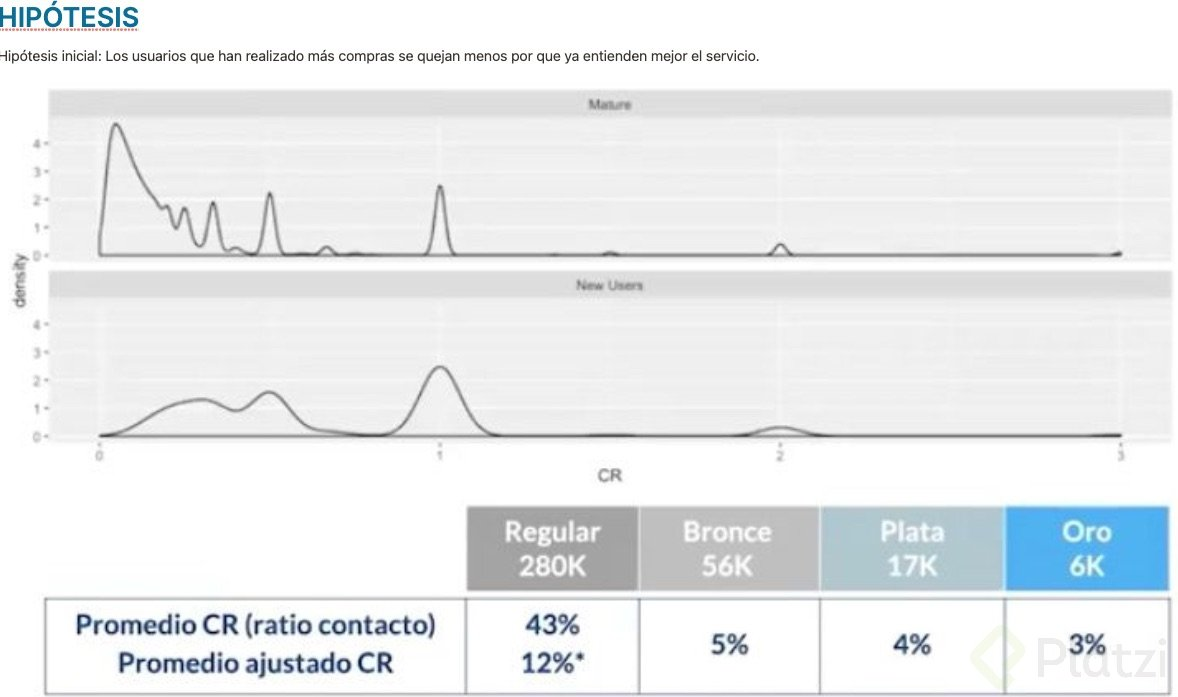 HIPÓTESIS
Hipótesis inicial: Los usuarios que han realizado más compras se quejan menos por que ya entienden mejor el servicio.
Mature
4
3
2
1
0
density
New Users
4
3
2
1
0
0 1 2 3
CR
Regular Bronce Plata Oro
280K 56K 17K 6K
Promedio CR (ratio contacto) 43%
5% 4% 3%
Promedio ajustado CR 12%*
Platzi